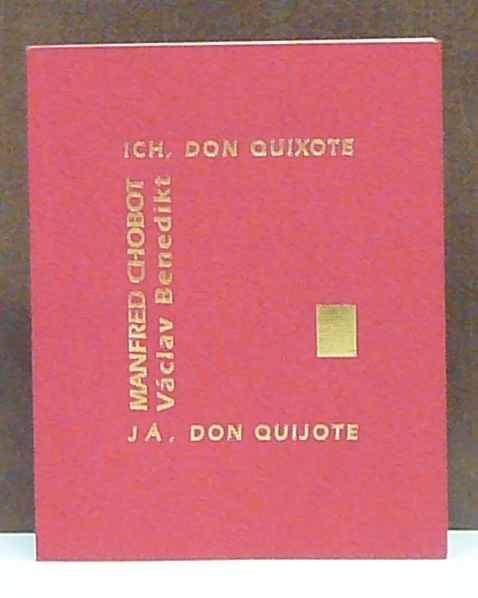 ICH, DON QUIXOTE
MANFRED CHOBOT
Václav Benedikt
JÁ, DON QUIJOTE